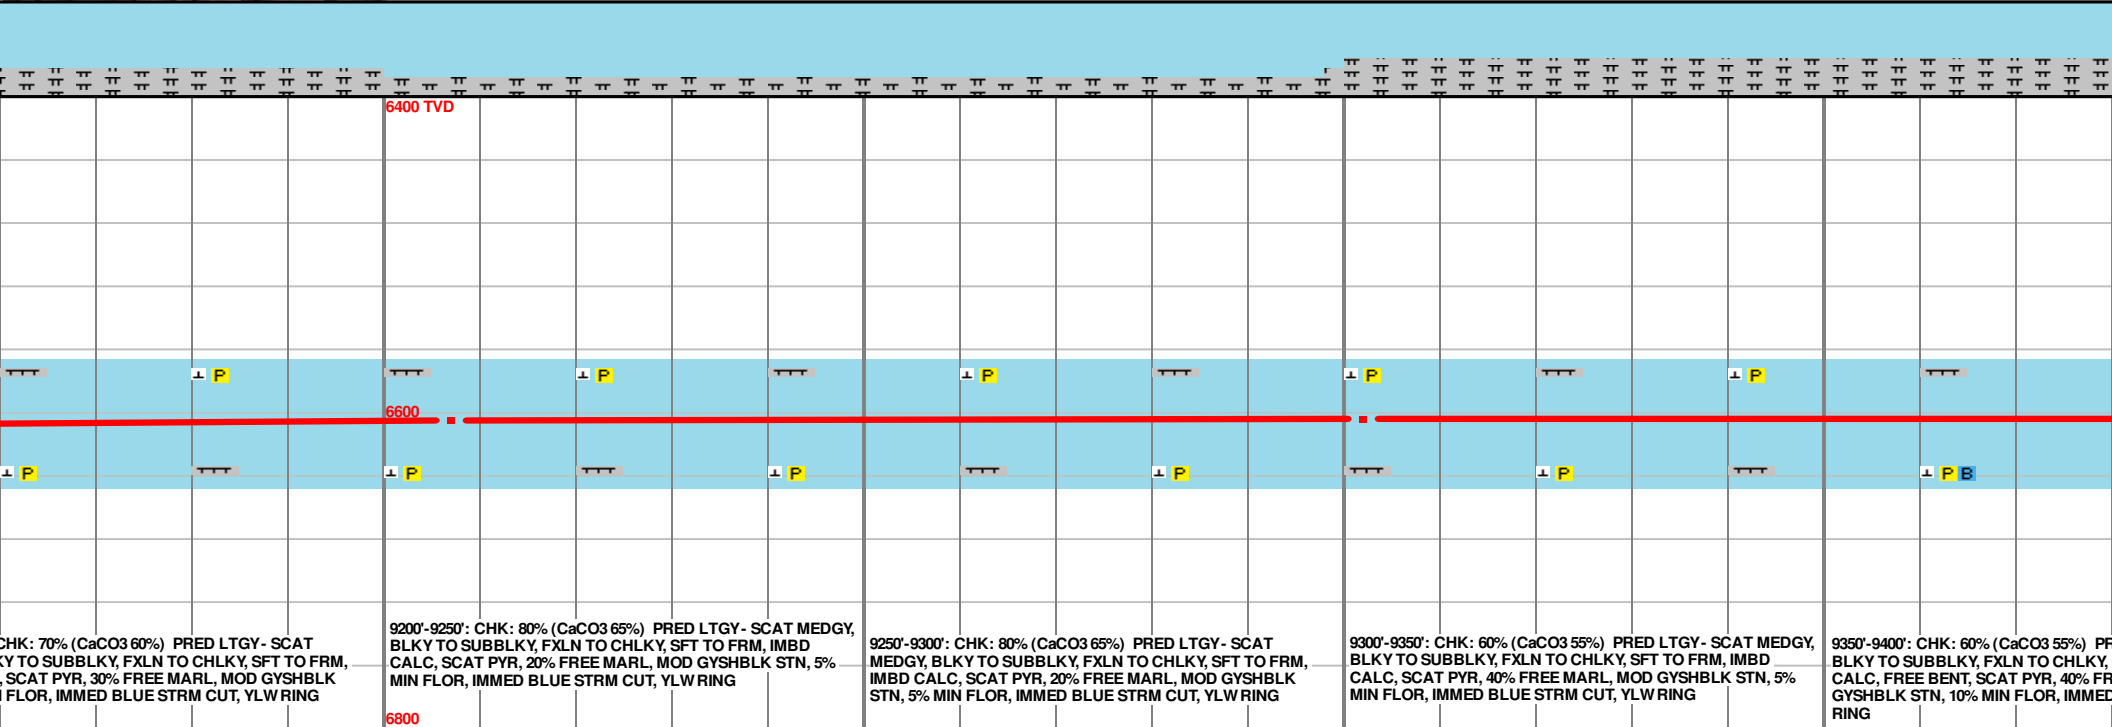 6400 TVD
P
P
P
P
P
6600
P
P
P
P
P
P B
CHK: 70% (CaCO3 60%) PRED LTGY- SCAT
KY TO SUBBLKY, FXLN TO CHLKY, SFT TO FRM,
, SCAT PYR, 30% FREE MARL, MOD GYSHBLK
FLOR, IMMED BLUE STRM CUT, YLW RING
9200'-9250': CHK: 80% (CaCO3 65%) PRED LTGY- SCAT MEDGY,
BLKY TO SUBBLKY, FXLN TO CHLKY, SFT TO FRM, IMBD
CALC, SCAT PYR, 20% FREE MARL, MOD GYSHBLK STN, 5%
MIN FLOR, IMMED BLUE STRM CUT, YLW RING
9250'-9300': CHK: 80% (CaCO3 65%) PRED LTGY- SCAT
MEDGY, BLKY TO SUBBLKY, FXLN TO CHLKY, SFT TO FRM,
IMBD CALC, SCAT PYR, 20% FREE MARL, MOD GYSHBLK
STN, 5% MIN FLOR, IMMED BLUE STRM CUT, YLW RING
9300'-9350': CHK: 60% (CaCO3 55%) PRED LTGY- SCAT MEDGY,
BLKY TO SUBBLKY, FXLN TO CHLKY, SFT TO FRM, IMBD
CALC, SCAT PYR, 40% FREE MARL, MOD GYSHBLK STN, 5%
MIN FLOR, IMMED BLUE STRM CUT, YLW RING
9350'-9400': CHK: 60% (CaCO3 55%) PR
BLKY TO SUBBLKY, FXLN TO CHLKY,
CALC, FREE BENT, SCAT PYR, 40% FR
GYSHBLK STN, 10% MIN FLOR, IMMED
RING
6800